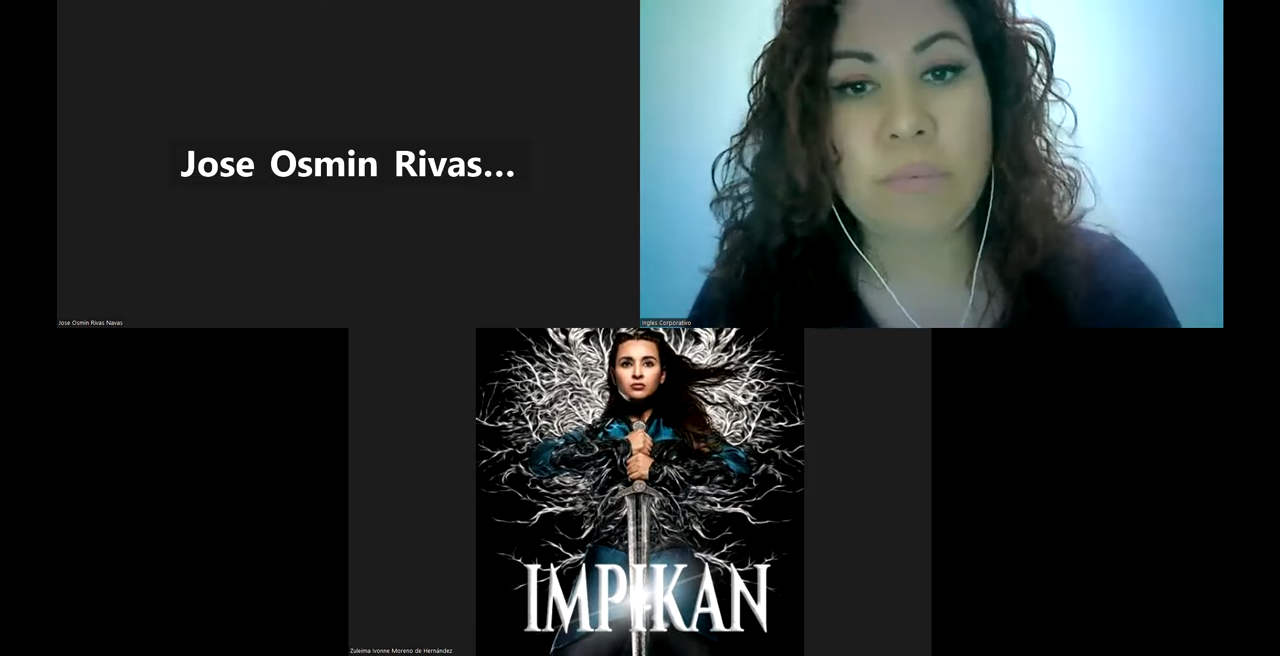 Jose Osmin Rivas...
Jose Osmin Rivas Navas
Ingles Corporativo
IMPIKAN
Zuleima Ivonne Moreno de Hernández